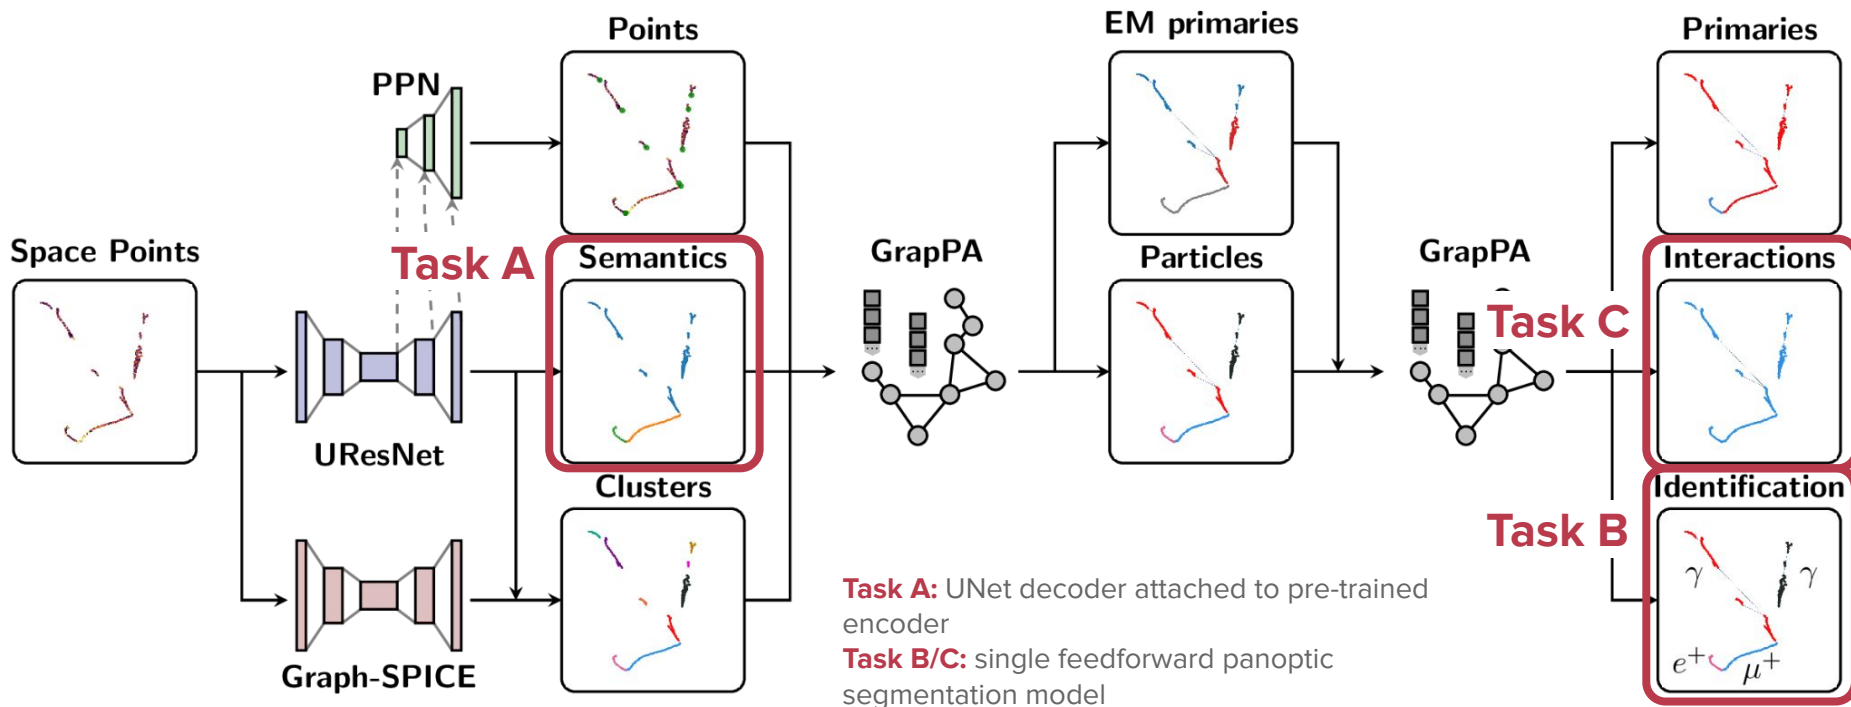 Points
EM primaries
Primaries
PPN
Space Points
Task A
Semantics
GrapPA
Particles
GrapPA
Interactions
Task C
URésNet
Clusters
Identification
Task B
γ
γ
e+
μ+
Graph-SPICE
Task A: UNet decoder attached to pre-trained
encoder
Task B/C: single feedforward panoptic
segmentation model